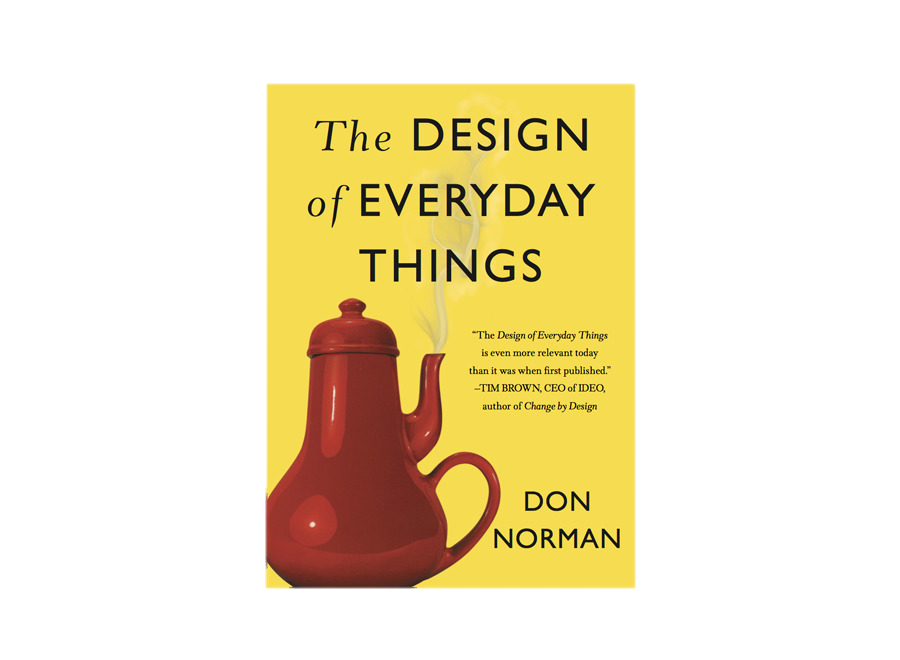 The DESIGN
of EVERYDAY
THINGS
“The Design of Everyday Things
is even more relevant today
than it was when first published.”
–TIM BROWN, CEO of IDEO,
author of Change by Design
DON
NORMAN